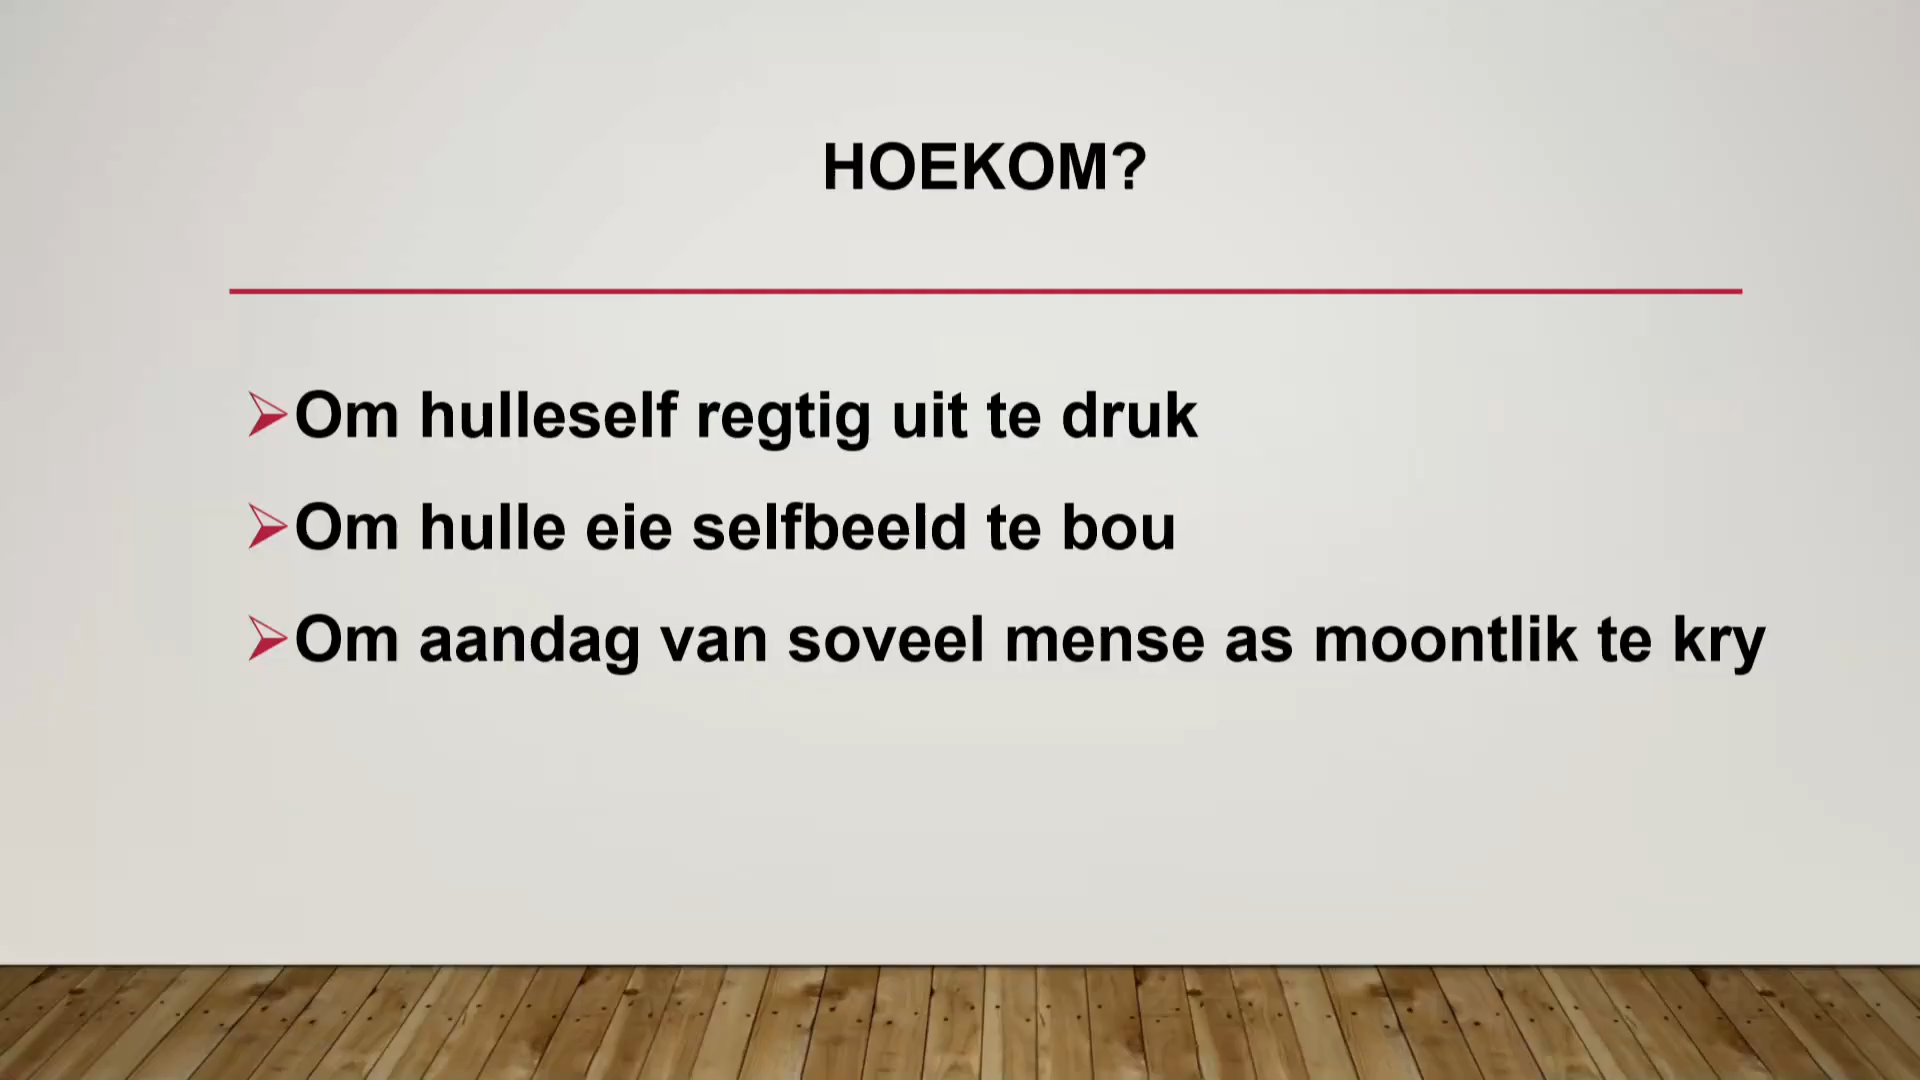 HOEKOM?
Om hulleself regtig uit te druk
Om hulle eie selfbeeld te bou
Om aandag van soveel mense as moontlik te kry